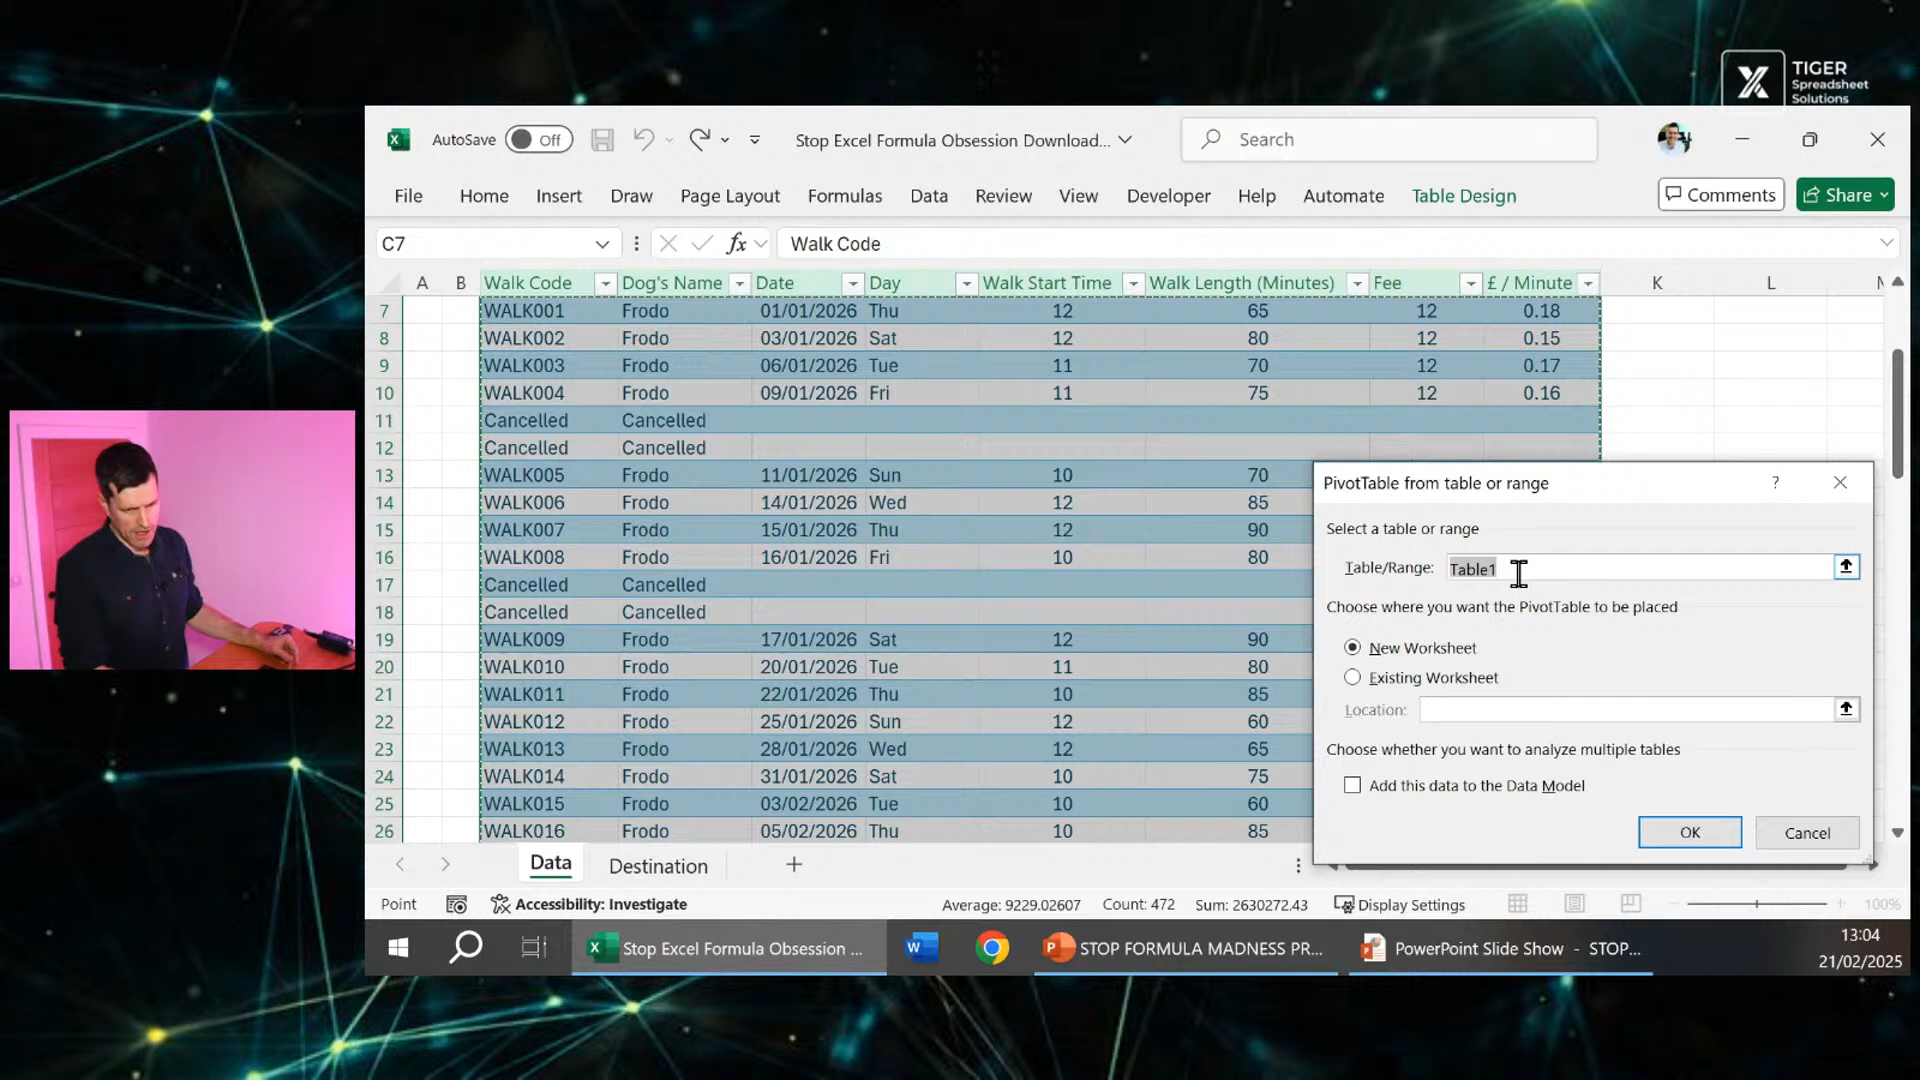 TIGER
Spreadsheet
Solutions
AutoSave Off
Stop Excel Formula Obsession Download...
Search
File Home Insert Draw Page Layout Formulas Data Review View Developer Help Automate Table Design
Comments Share
C7
fx Walk Code
A B Walk Code Dog's Name Date Day Walk Start Time Walk Length (Minutes) Fee £ / Minute K L
7 WALK001 Frodo 01/01/2026 Thu 12 65 12 0.18
8 WALK002 Frodo 03/01/2026 Sat 12 80 12 0.15
9 WALK003 Frodo 06/01/2026 Tue 11 70 12 0.17
10 WALK004 Frodo 09/01/2026 Fri 11 75 12 0.16
11 Cancelled Cancelled
12 Cancelled Cancelled
13 WALK005 Frodo 11/01/2026 Sun 10 70
14 WALK006 Frodo 14/01/2026 Wed 12 85
15 WALK007 Frodo 15/01/2026 Thu 12 90
16 WALK008 Frodo 16/01/2026 Fri 10 80
17 Cancelled Cancelled
18 Cancelled Cancelled
19 WALK009 Frodo 17/01/2026 Sat 12 90
20 WALK010 Frodo 20/01/2026 Tue 11 80
21 WALK011 Frodo 22/01/2026 Thu 10 85
22 WALK012 Frodo 25/01/2026 Sun 12 60
23 WALK013 Frodo 28/01/2026 Wed 12 65
24 WALK014 Frodo 31/01/2026 Sat 10 75
25 WALK015 Frodo 03/02/2026 Tue 10 60
26 WALK016 Frodo 05/02/2026 Thu 10 85
PivotTable from table or range ?
Select a table or range
Table/Range: Table1
Choose where you want the PivotTable to be placed
New Worksheet
Existing Worksheet
Location:
Choose whether you want to analyze multiple tables
Add this data to the Data Model
OK Cancel
Data Destination
Point Accessibility: Investigate Average: 9229.02607 Count: 472 Sum: 2630272.43 Display Settings 100%
Stop Excel Formula Obsession ...
STOP FORMULA MADNESS PR...
PowerPoint Slide Show - STOP...
13:04
21/02/2025